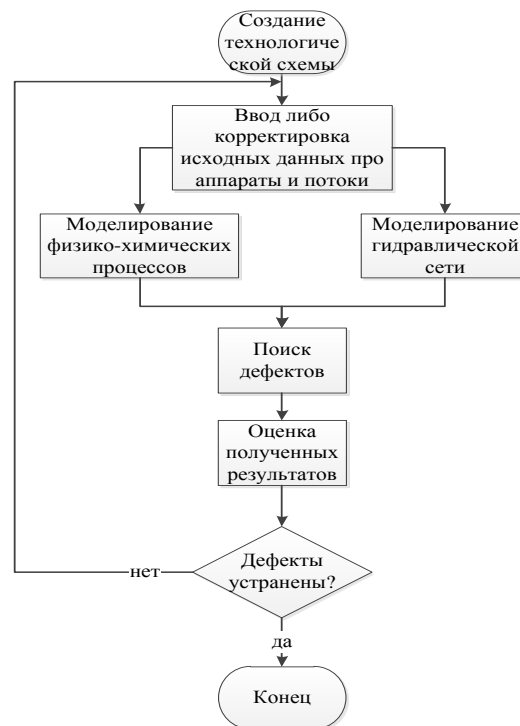 Создание
технологиче
ской схемы
Ввод либо
корректировка
исходных данных про
аппараты и потоки
Моделирование
физико-химических
процессов
Моделирование
гидравлической
сети
Поиск
дефектов
Оценка
полученных
результатов
Дефекты
устранены?
нет
да
Конец